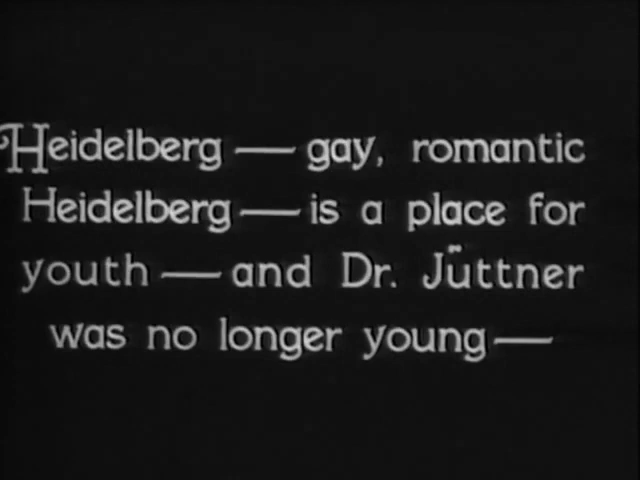 Heidelberg — gay, romantic
Heidelberg — is a place for
youth — and Dr. Jüttner
was no longer young —